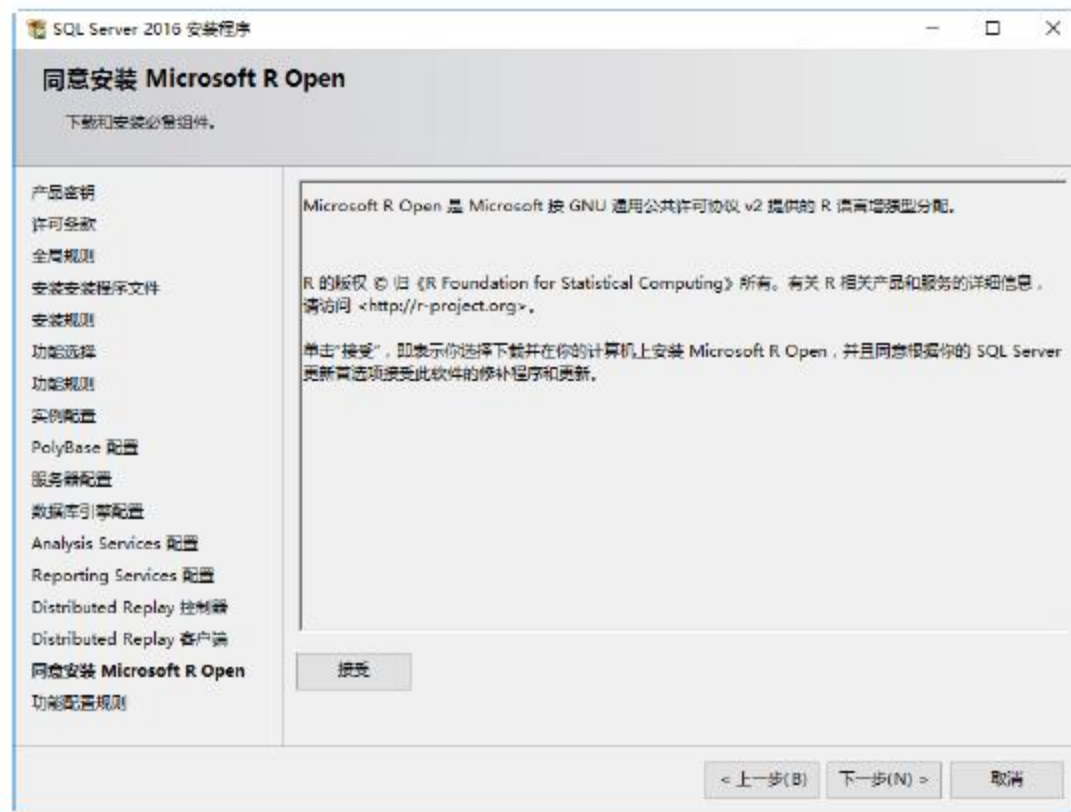 SQL Server 2016 安装程序
同意安装 Microsoft R Open
下载和安装必备组件。
产品密钥
许可条款
全局规则
安装安装程序文件
安装规则
功能选择
功能规则
实例配置
PolyBase 配置
服务器配置
数据库引擎配置
Analysis Services 配置
Reporting Services 配置
Distributed Replay 控制器
Distributed Replay 客户端
同意安装 Microsoft R Open
功能配置规则
Microsoft R Open 是 Microsoft 按 GNU 通用公共许可协议 v2 提供的 R 语言增强型分配。
R 的版权 © 归《R Foundation for Statistical Computing》所有。有关 R 相关产品和服务的详细信息，
请访问 <http://r-project.org>。
单击"接受"，即表示你选择下载并在你的计算机上安装 Microsoft R Open，并且同意根据你的 SQL Server
更新首选项接受此软件的修补程序和更新。
接受
< 上一步(B)
下一步(N) >
取消